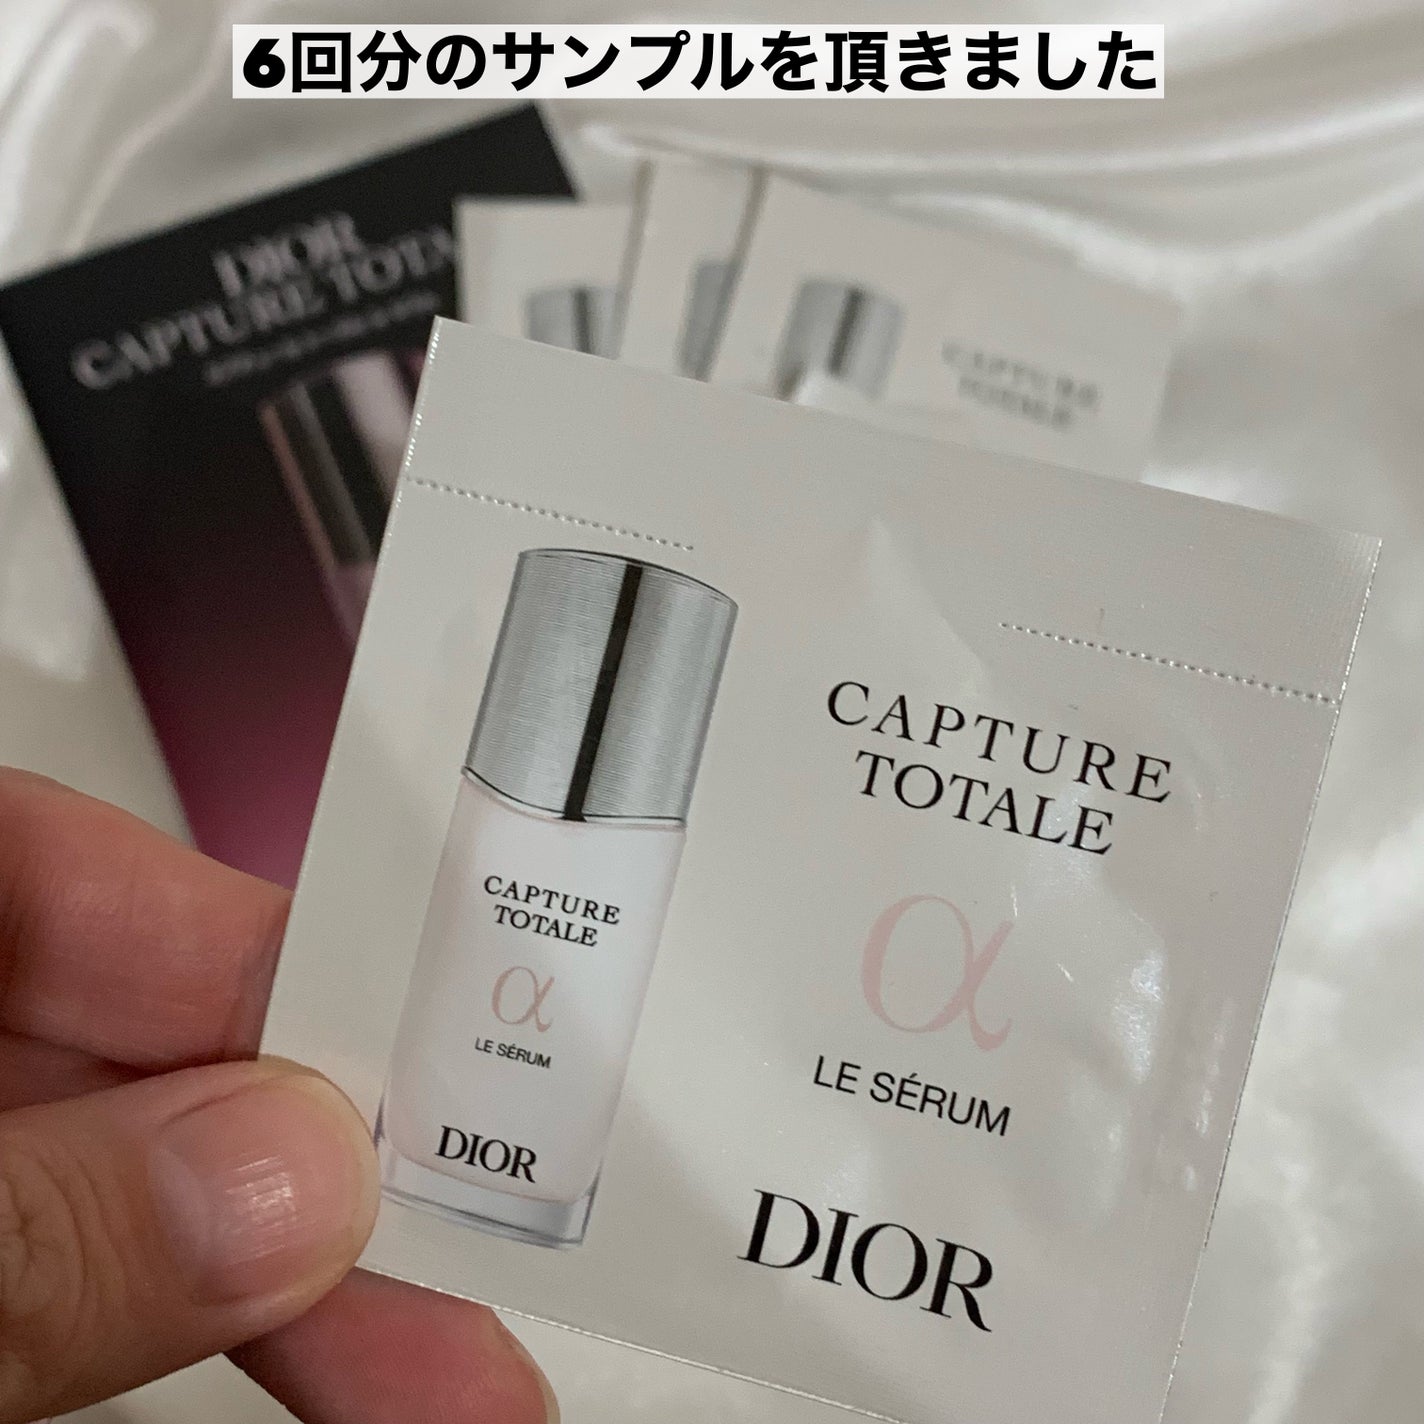 6回分のサンプルを頂きました
DIOR
CAPTURE TOTA
CAPTURE
TOTALE
CAPTURE
TOTALE
α
LE SÉRUM
DIOR
CAPTURE
TOTALE
α
LE SÉRUM
DIOR